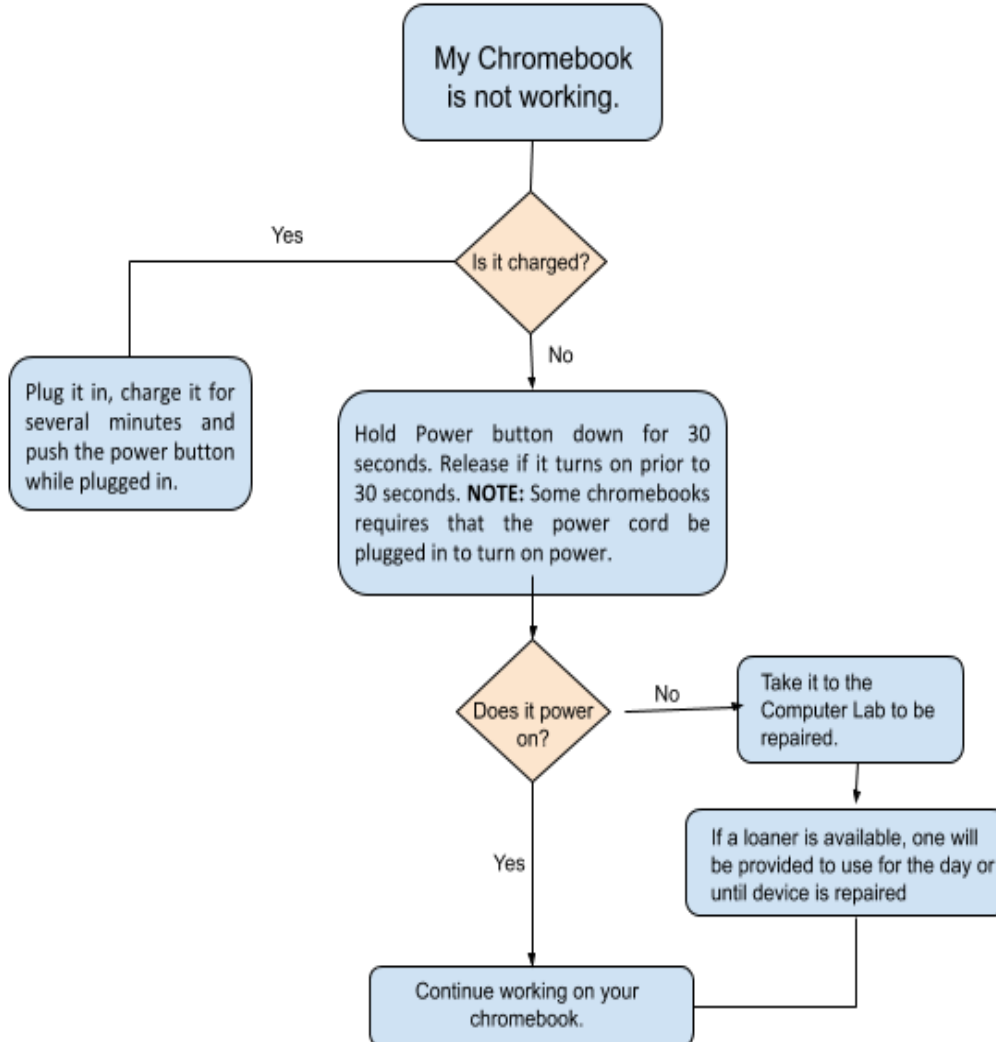 My Chromebook
is not working.
Yes
Is it charged?
No
Plug it in, charge it for
several minutes and
push the power button
while plugged in.
Hold Power button down for 30
seconds. Release if it turns on prior to
30 seconds. NOTE: Some chromebooks
requires that the power cord be
plugged in to turn on power.
Does it power
on?
No
Take it to the
Computer Lab to be
repaired.
If a loaner is available, one will
be provided to use for the day or
until device is repaired
Yes
Continue working on your
chromebook.